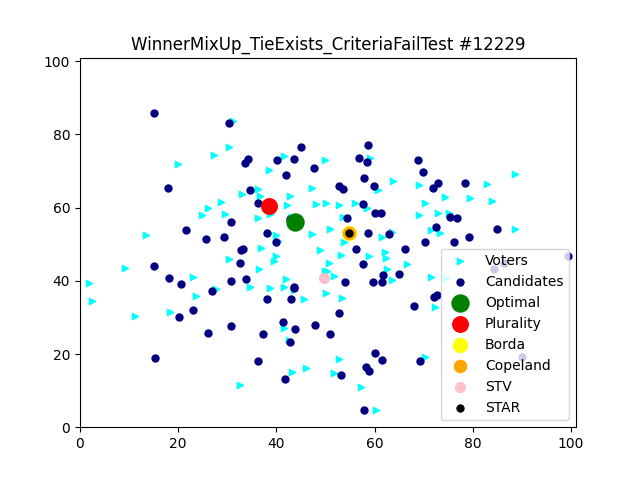 WinnerMixUp_TieExists_CriteriaFailTest #12229
100
80
60
40
20
0
0
20
40
60
80
100
Voters
Candidates
Optimal
Plurality
Borda
Copeland
STV
STAR